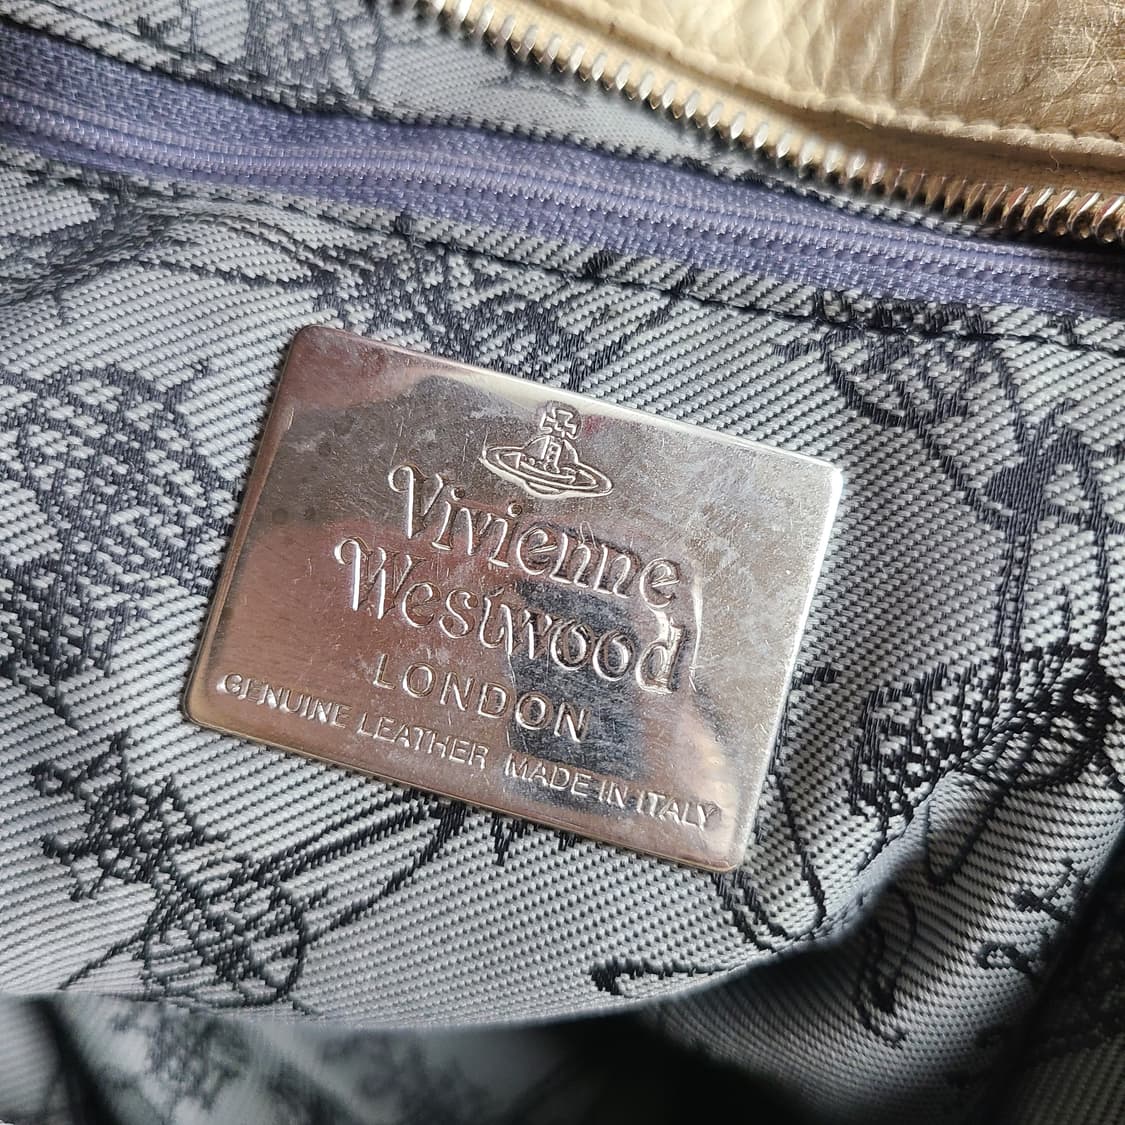 Vivienne
Westwood
LONDON
GENUINE LEATHER MADE IN ITALY